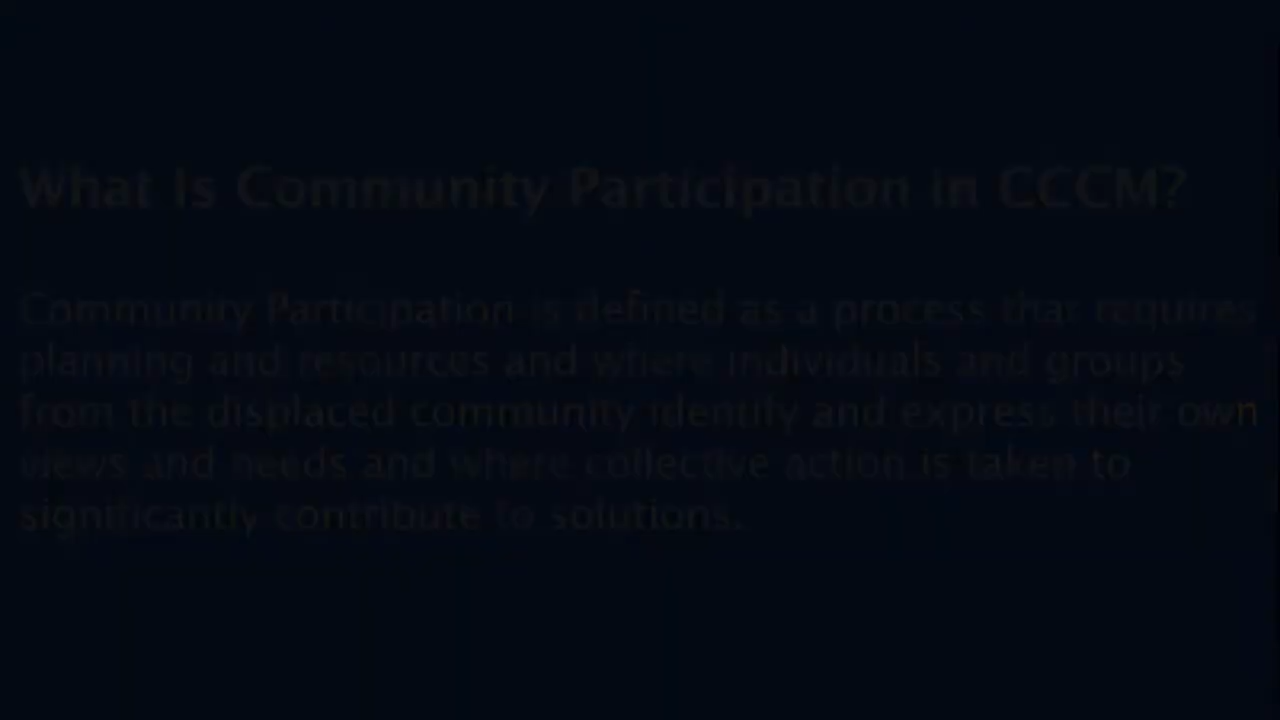 What Is Community Participation in CCCM?
Community Participation is defined as a process that requires
planning and resources and where individuals and groups
from the displaced community identify and express their own
views and needs and where collective action is taken to
significantly contribute to solutions.